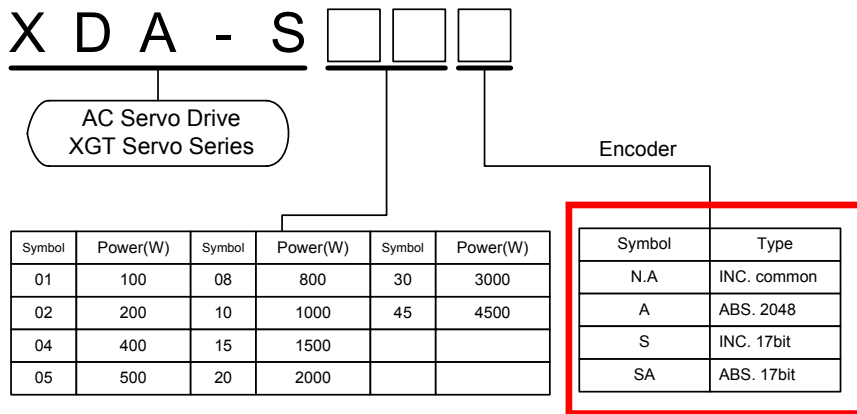 X D A - S
AC Servo Drive
XGT Servo Series
Encoder
Symbol Power(W) Symbol Power(W) Symbol Power(W)
01 100 08 800 30 3000
02 200 10 1000 45 4500
04 400 15 1500
05 500 20 2000
Symbol Type
N.A INC. common
A ABS. 2048
S INC. 17bit
SA ABS. 17bit